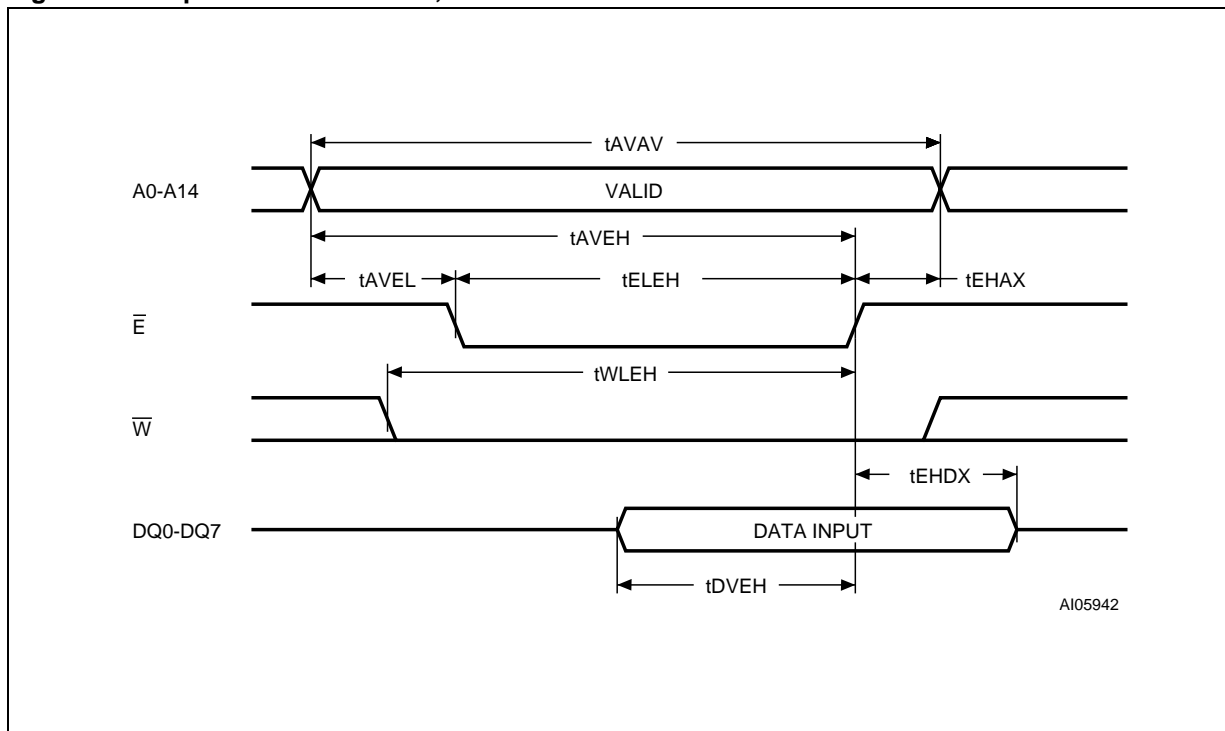 tAVAV
A0-A14
VALID
tAVEH
tAVEL
tELEH
tEHAX
E̅
tWLEH
W̅
tEHDX
DQ0-DQ7
DATA INPUT
tDVEH
AI05942